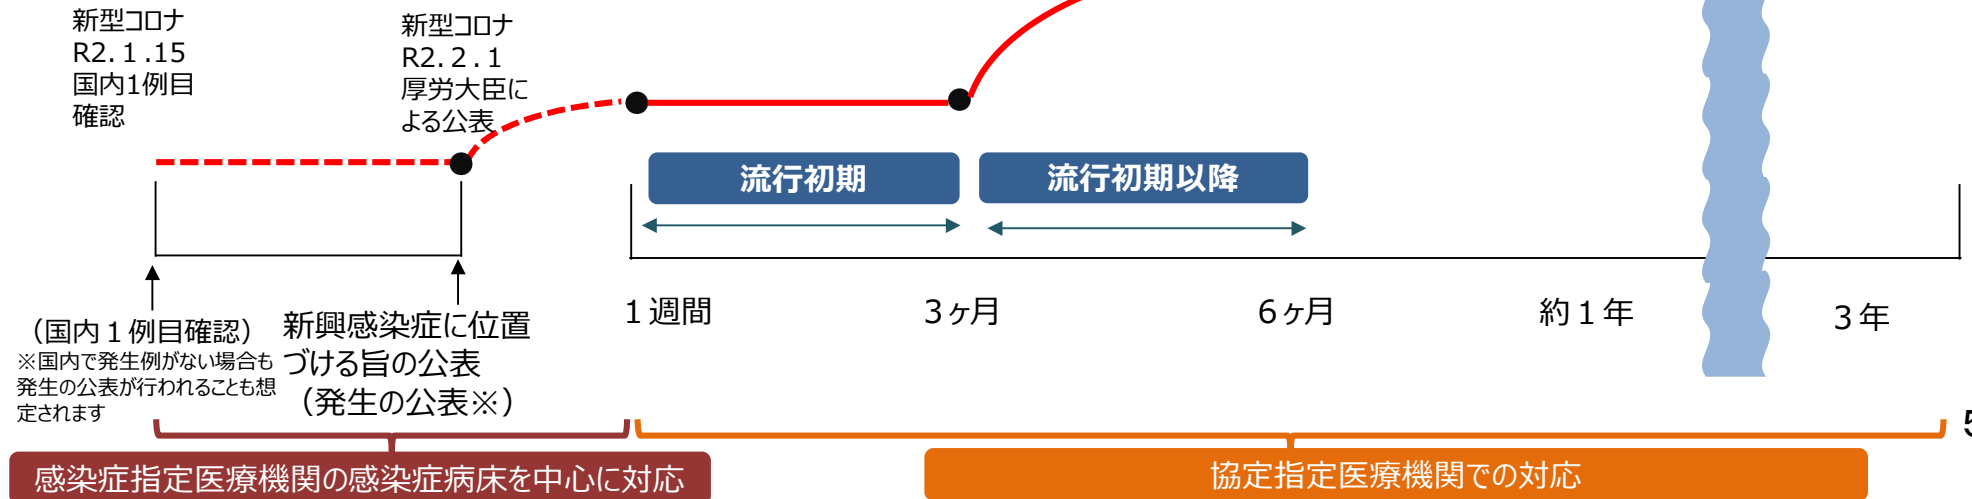 新型コロナ
R2.1.15
国内1例目
確認
新型コロナ
R2.2.1
厚労大臣に
よる公表
流行初期
流行初期以降
（国内１例目確認）
※国内で発生例がない場合も
発生の公表が行われることも想
定されます
新興感染症に位置
づける旨の公表
（発生の公表※）
１週間
３ヶ月
６ヶ月
約１年
３年
感染症指定医療機関の感染症病床を中心に対応
協定指定医療機関での対応